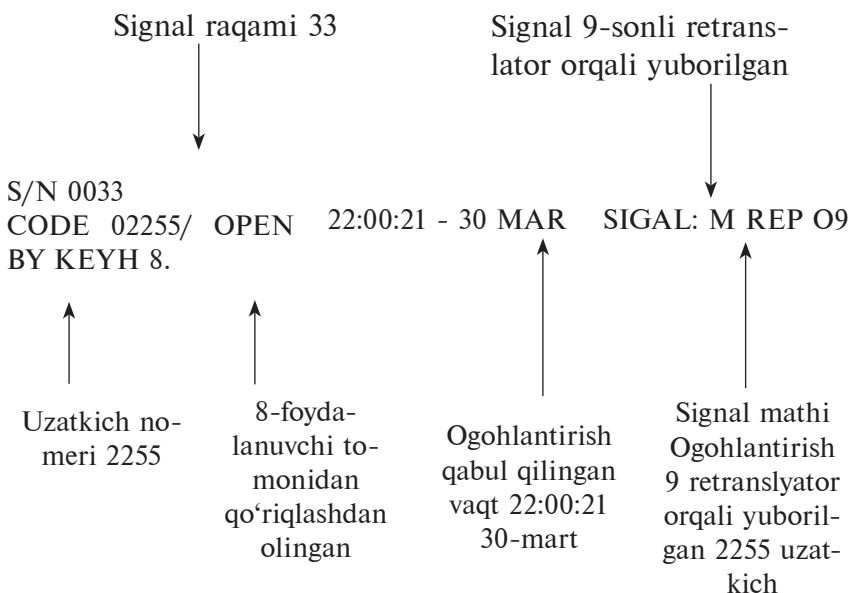 Signal raqami 33
Signal 9-sonli retrans-
lator orqali yuborilgan
S/N 0033
CODE 02255/ OPEN 22:00:21 - 30 MAR SIGAL: M REP O9
BY KEYH 8.
Uzatkich no-
meri 2255
8-foyda-
lanuvchi to-
monidan
qo‘riqlashdan
olingan
Ogohlantirish
qabul qilingan
vaqt 22:00:21
30-mart
Signal mathi
Ogohlantirish
9 retranslyator
orqali yuboril-
gan 2255 uzat-
kich